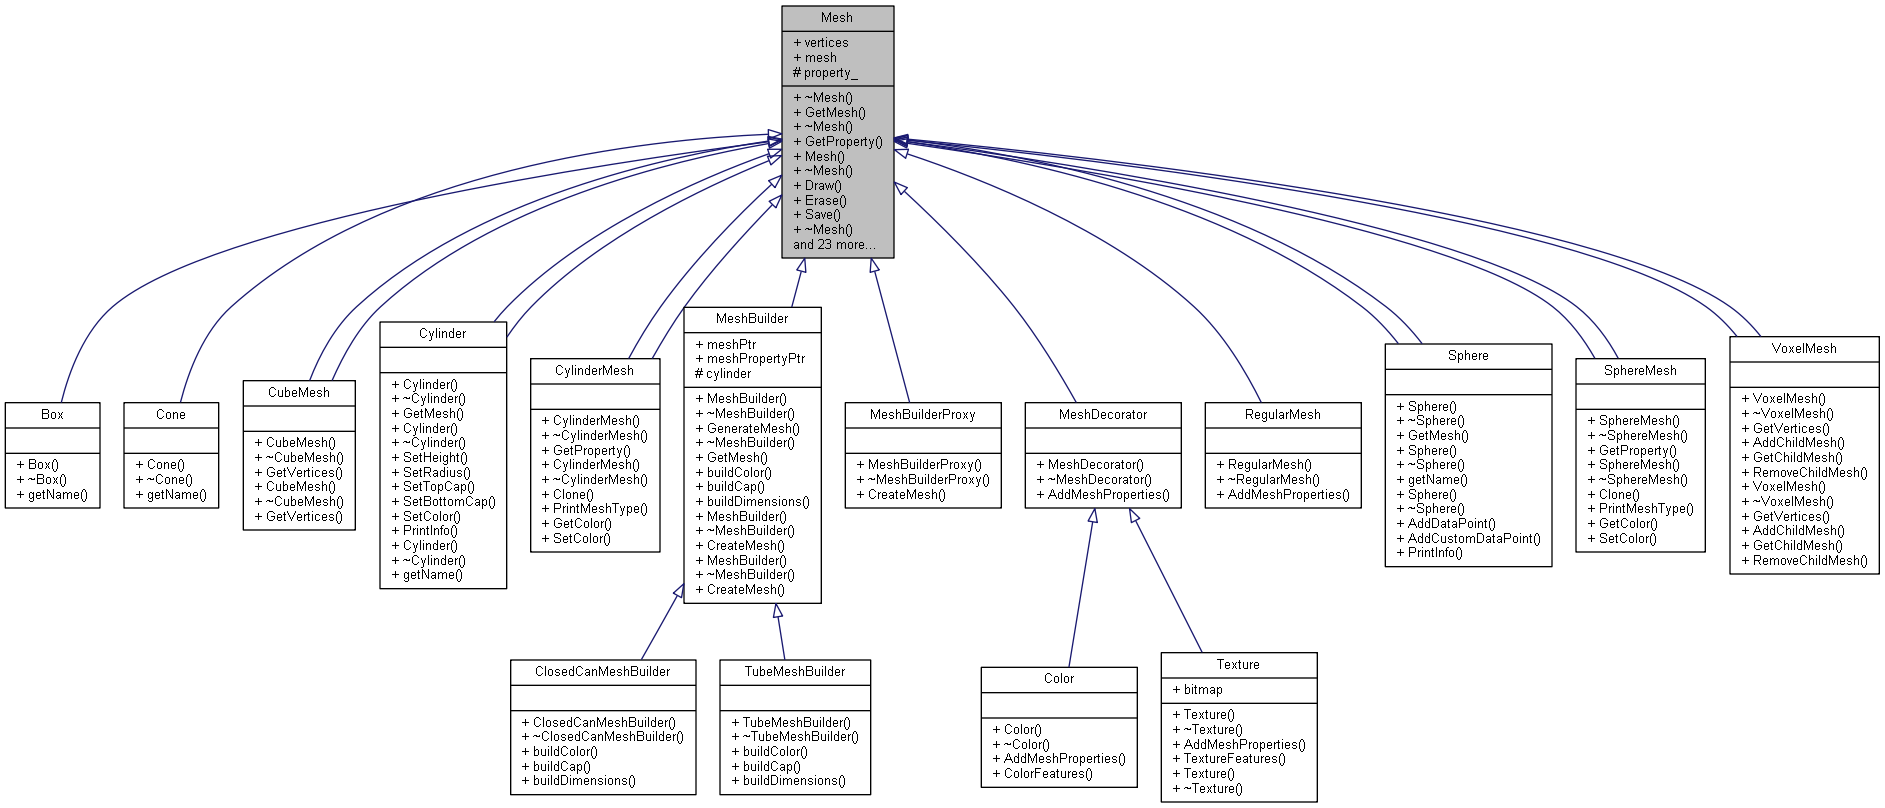 Mesh
+ vertices
+ mesh
# property_
+ ~Mesh()
+ GetMesh()
+ ~Mesh()
+ GetProperty()
+ Mesh()
+ ~Mesh()
+ Draw()
+ Erase()
+ Save()
+ ~Mesh()
and 23 more...
Box
+ Box()
+ ~Box()
+ getName()
Cone
+ Cone()
+ ~Cone()
+ getName()
CubeMesh
+ CubeMesh()
+ ~CubeMesh()
+ GetVertices()
+ CubeMesh()
+ ~CubeMesh()
+ GetVertices()
Cylinder
+ Cylinder()
+ ~Cylinder()
+ GetMesh()
+ Cylinder()
+ ~Cylinder()
+ SetHeight()
+ SetRadius()
+ SetTopCap()
+ SetBottomCap()
+ SetColor()
+ PrintInfo()
+ Cylinder()
+ ~Cylinder()
+ getName()
CylinderMesh
+ CylinderMesh()
+ ~CylinderMesh()
+ GetProperty()
+ CylinderMesh()
+ ~CylinderMesh()
+ Clone()
+ PrintMeshType()
+ GetColor()
+ SetColor()
MeshBuilder
+ meshPtr
+ meshPropertyPtr
# cylinder
+ MeshBuilder()
+ ~MeshBuilder()
+ GenerateMesh()
+ ~MeshBuilder()
+ GetMesh()
+ buildColor()
+ buildCap()
+ buildDimensions()
+ MeshBuilder()
+ ~MeshBuilder()
+ CreateMesh()
+ MeshBuilder()
+ ~MeshBuilder()
+ CreateMesh()
MeshBuilderProxy
+ MeshBuilderProxy()
+ ~MeshBuilderProxy()
+ CreateMesh()
MeshDecorator
+ MeshDecorator()
+ ~MeshDecorator()
+ AddMeshProperties()
RegularMesh
+ RegularMesh()
+ ~RegularMesh()
+ AddMeshProperties()
Sphere
+ Sphere()
+ ~Sphere()
+ GetMesh()
+ Sphere()
+ ~Sphere()
+ getName()
+ Sphere()
+ ~Sphere()
+ AddDataPoint()
+ AddCustomDataPoint()
+ PrintInfo()
SphereMesh
+ SphereMesh()
+ ~SphereMesh()
+ GetProperty()
+ SphereMesh()
+ ~SphereMesh()
+ Clone()
+ PrintMeshType()
+ GetColor()
+ SetColor()
VoxelMesh
+ VoxelMesh()
+ ~VoxelMesh()
+ GetVertices()
+ AddChildMesh()
+ GetChildMesh()
+ RemoveChildMesh()
+ VoxelMesh()
+ ~VoxelMesh()
+ GetVertices()
+ AddChildMesh()
+ GetChildMesh()
+ RemoveChildMesh()
ClosedCanMeshBuilder
+ ClosedCanMeshBuilder()
+ ~ClosedCanMeshBuilder()
+ buildColor()
+ buildCap()
+ buildDimensions()
TubeMeshBuilder
+ TubeMeshBuilder()
+ ~TubeMeshBuilder()
+ buildColor()
+ buildCap()
+ buildDimensions()
Color
+ Color()
+ ~Color()
+ AddMeshProperties()
+ ColorFeatures()
Texture
+ bitmap
+ Texture()
+ ~Texture()
+ AddMeshProperties()
+ TextureFeatures()
+ Texture()
+ ~Texture()